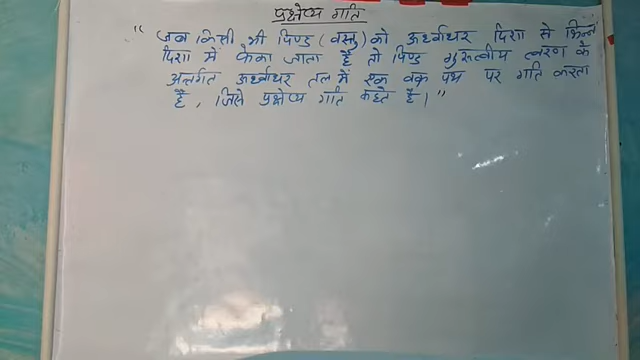 प्रक्षेप्य गति
" जब किसी भी पिण्ड (वस्तु) को ऊर्ध्वाधर दिशा से भिन्न
दिशा में फेंका जाता है तो पिण्ड गुरुत्वीय त्वरण के
अन्तर्गत ऊर्ध्वाधर तल में एक वक्र पथ पर गति करता
है, जिसे प्रक्षेप्य गति कहते है।"